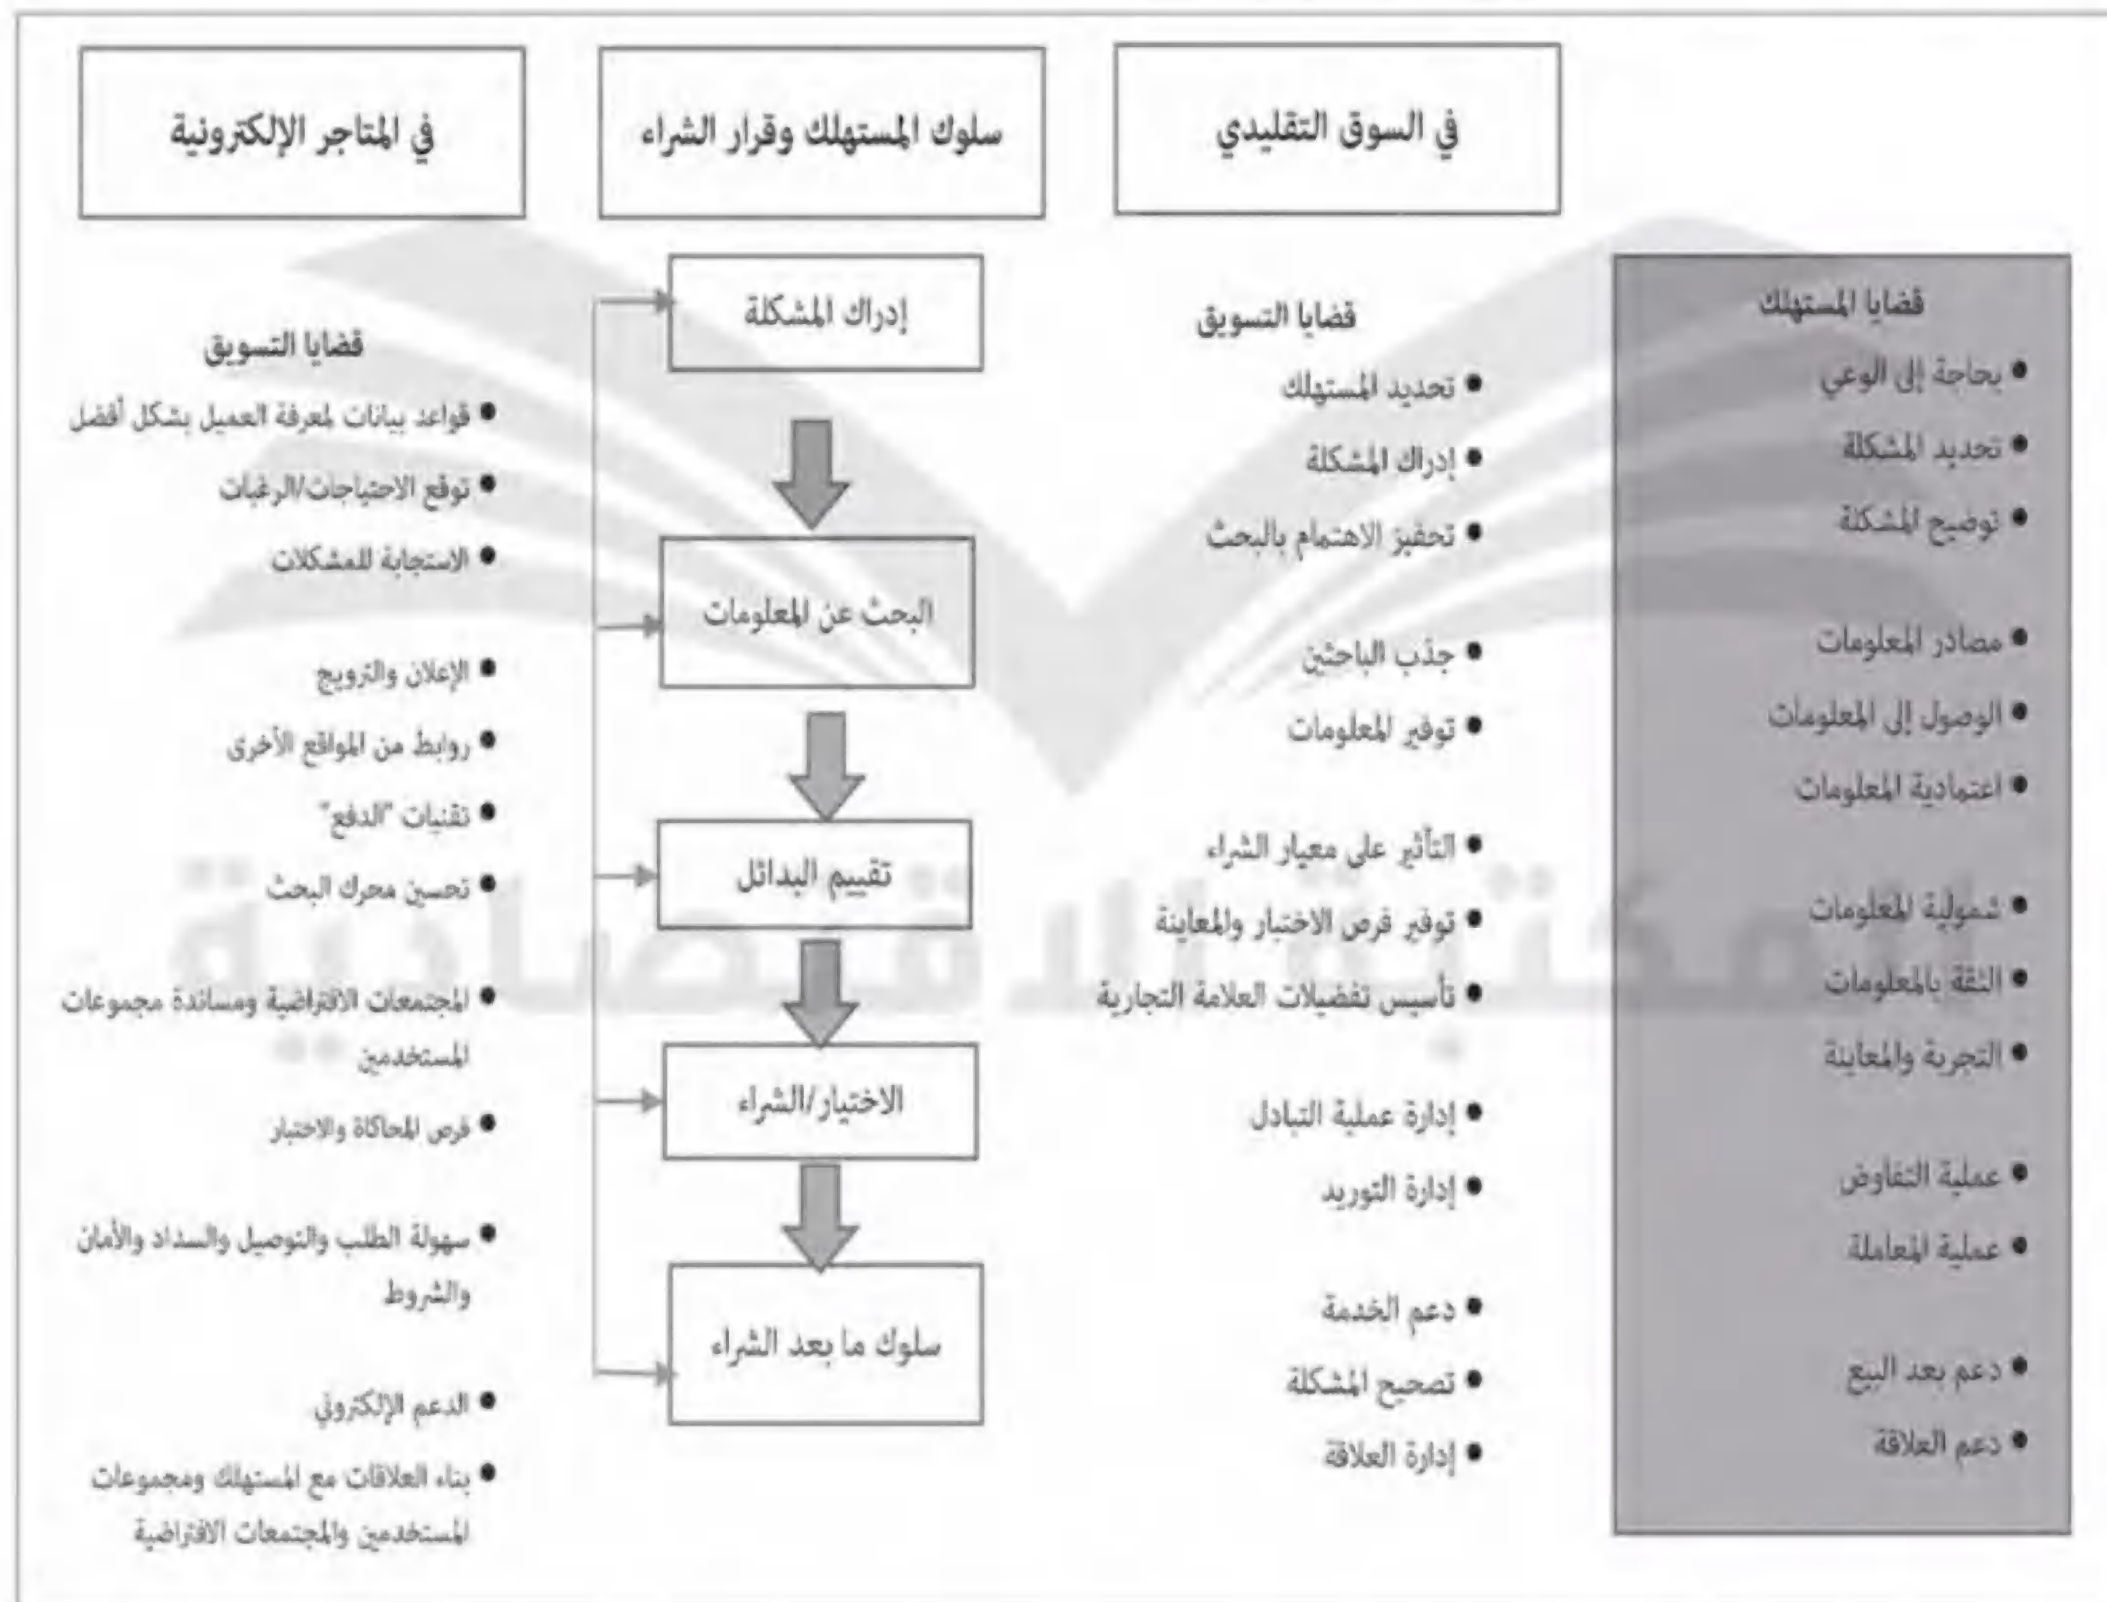 في السوق التقليدي
سلوك المستهلك وقرار الشراء
في المتاجر الإلكترونية
قضايا المستهلك
● بحاجة إلى الوعي
● تحديد المشكلة
● توضيح المشكلة
● مصادر المعلومات
● الوصول إلى المعلومات
● اعتمادية المعلومات
● شمولية المعلومات
● الثقة بالمعلومات
● التجربة والمعاينة
● عملية التفاوض
● عملية المعاملة
● دعم بعد البيع
● دعم العلاقة
قضايا التسويق
● تحديد المستهلك
● إدراك المشكلة
● تحفيز الاهتمام بالبحث
● جذب الباحثين
● توفير المعلومات
● التأثير على معيار الشراء
● توفير فرص الاختبار والمعاينة
● تأسيس تفضيلات العلامة التجارية
● إدارة عملية التبادل
● إدارة التوريد
● دعم الخدمة
● تصحيح المشكلة
● إدارة العلاقة
إدراك المشكلة
البحث عن المعلومات
تقييم البدائل
الاختيار/الشراء
سلوك ما بعد الشراء
قضايا التسويق
● قواعد بيانات لمعرفة العميل بشكل أفضل
● توقع الاحتياجات/الرغبات
● الاستجابة للمشكلات
● الإعلان والترويج
● روابط من المواقع الأخرى
● تقنيات "الدفع"
● تحسين محرك البحث
● المجتمعات الافتراضية ومساندة مجموعات
المستخدمين
● فرص المحاكاة والاختبار
● سهولة الطلب والتوصيل والسداد والأمان
والشروط
● الدعم الإلكتروني
● بناء العلاقات مع المستهلك ومجموعات
المستخدمين والمجتمعات الافتراضية
المكتبة الاقتصادية